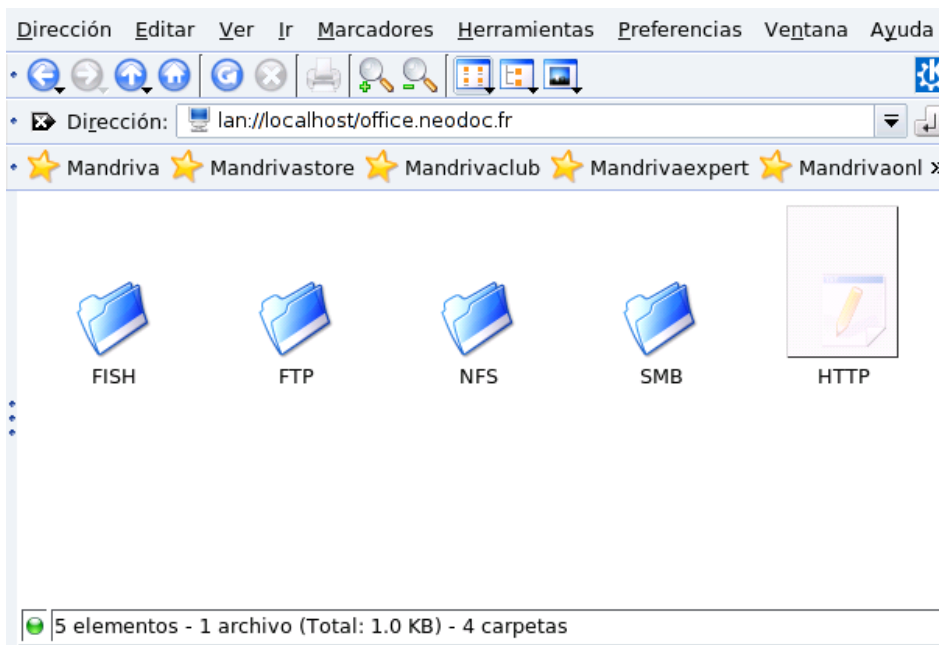 Dirección Editar Ver Ir Marcadores Herramientas Preferencias Ventana Ayuda
Dirección: lan://localhost/office.neodoc.fr
Mandriva Mandrivastore Mandrivaclub Mandrivaexpert Mandrivaonl »
FISH FTP NFS SMB HTTP
5 elementos - 1 archivo (Total: 1.0 KB) - 4 carpetas